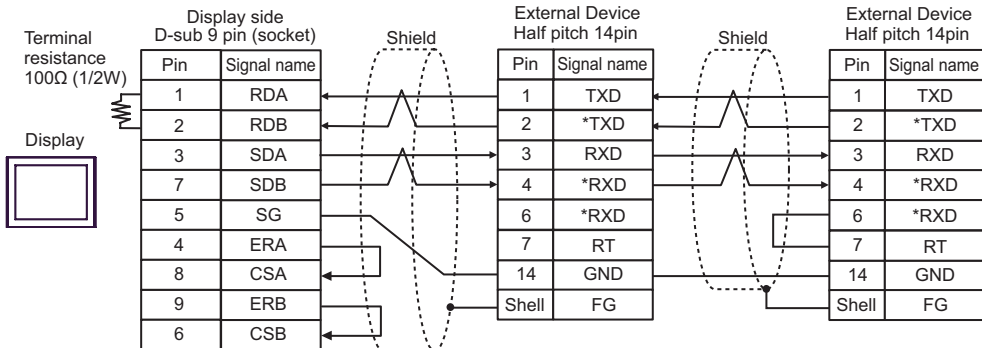 Terminal
resistance
100Ω (1/2W)
Display
Display side
D-sub 9 pin (socket)
Pin Signal name
1 RDA
2 RDB
3 SDA
7 SDB
5 SG
4 ERA
8 CSA
9 ERB
6 CSB
Shield
External Device
Half pitch 14pin
Pin Signal name
1 TXD
2 *TXD
3 RXD
4 *RXD
6 *RXD
7 RT
14 GND
Shell FG
Shield
External Device
Half pitch 14pin
Pin Signal name
1 TXD
2 *TXD
3 RXD
4 *RXD
6 *RXD
7 RT
14 GND
Shell FG